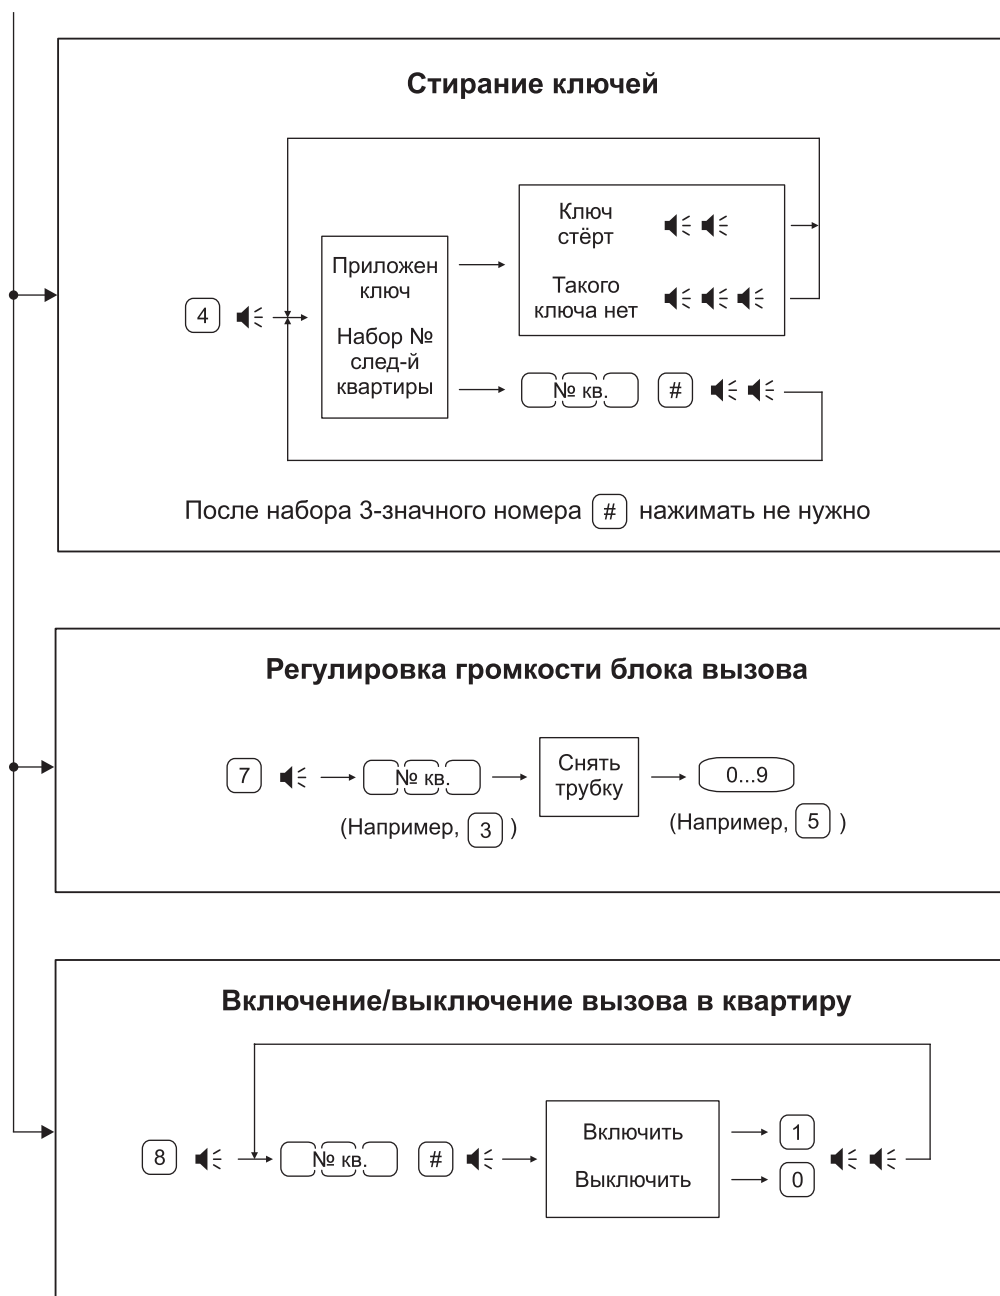 Стирание ключей
Ключ
стёрт
Приложен
ключ
Такого
ключа нет
4
Набор №
след-й
квартиры
№ кв. #
После набора 3-значного номера # нажимать не нужно
Регулировка громкости блока вызова
7
№ кв.
Снять
трубку
0...9
(Например, 3 )
(Например, 5 )
Включение/выключение вызова в квартиру
8
№ кв. #
Включить
1
Выключить
0